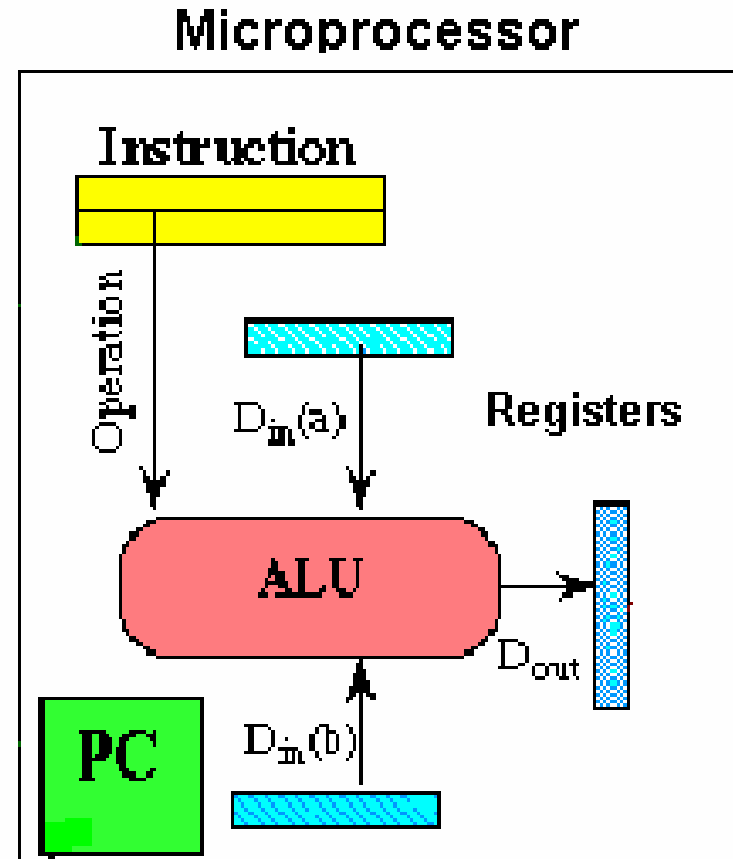 Microprocessor
Instruction
Operation
Din(a)
Registers
ALU
Dout
PC
Din(b)